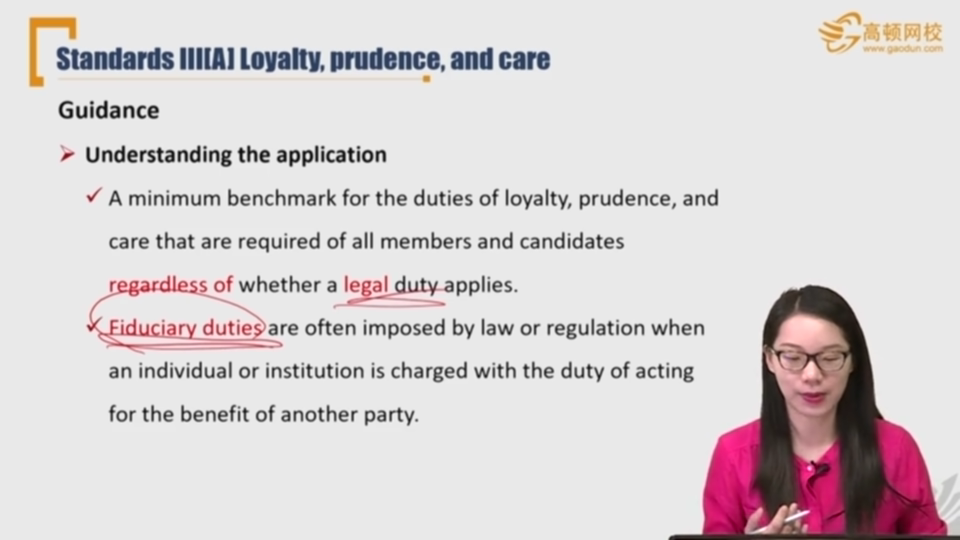 高顿网校
www.gaodun.com
Standards III[A] Loyalty, prudence, and care
Guidance
Understanding the application
A minimum benchmark for the duties of loyalty, prudence, and
care that are required of all members and candidates
regardless of whether a legal duty applies.
Fiduciary duties are often imposed by law or regulation when
an individual or institution is charged with the duty of acting
for the benefit of another party.